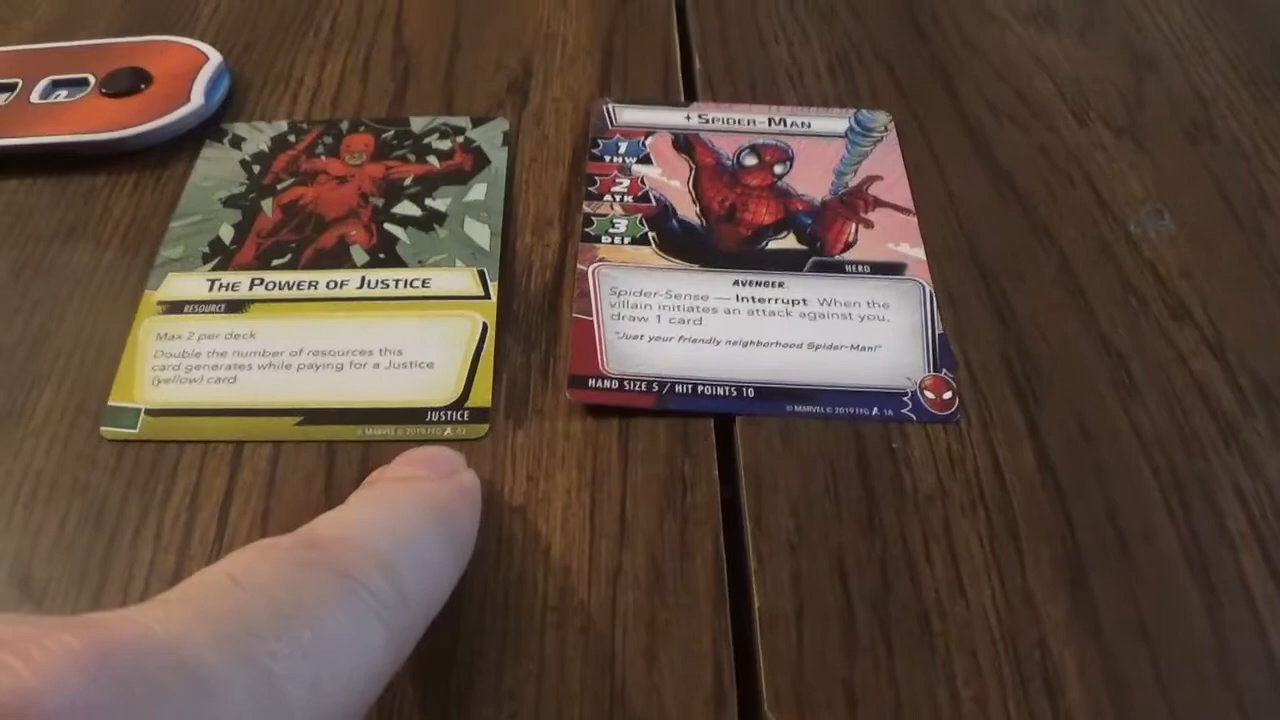 THE POWER OF JUSTICE
RESOURCE
Max 2 per deck
Double the number of resources this
card generates while paying for a Justice
(yellow) card
JUSTICE
© MARVEL © 2019 FFG 62
SPIDER-MAN
1
THW
2
ATK
3
DEF
HERO
AVENGER.
Spider-Sense — Interrupt When the
villain initiates an attack against you,
draw 1 card
"Just your friendly neighborhood Spider-Man!"
HAND SIZE 5 / HIT POINTS 10
© MARVEL © 2019 FFG 1A